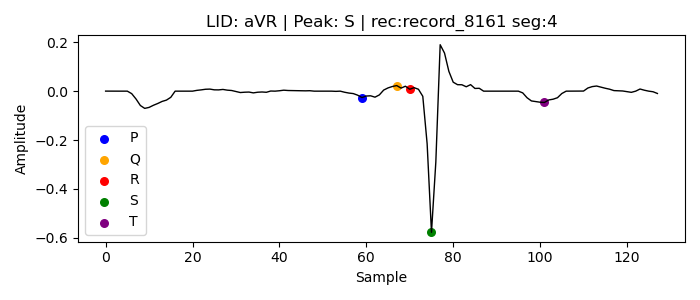 LID: aVR | Peak: S | rec:record_8161 seg:4
Amplitude
0.2
0.0
−0.2
−0.4
−0.6
P
Q
R
S
T
0
20
40
60
80
100
120
Sample